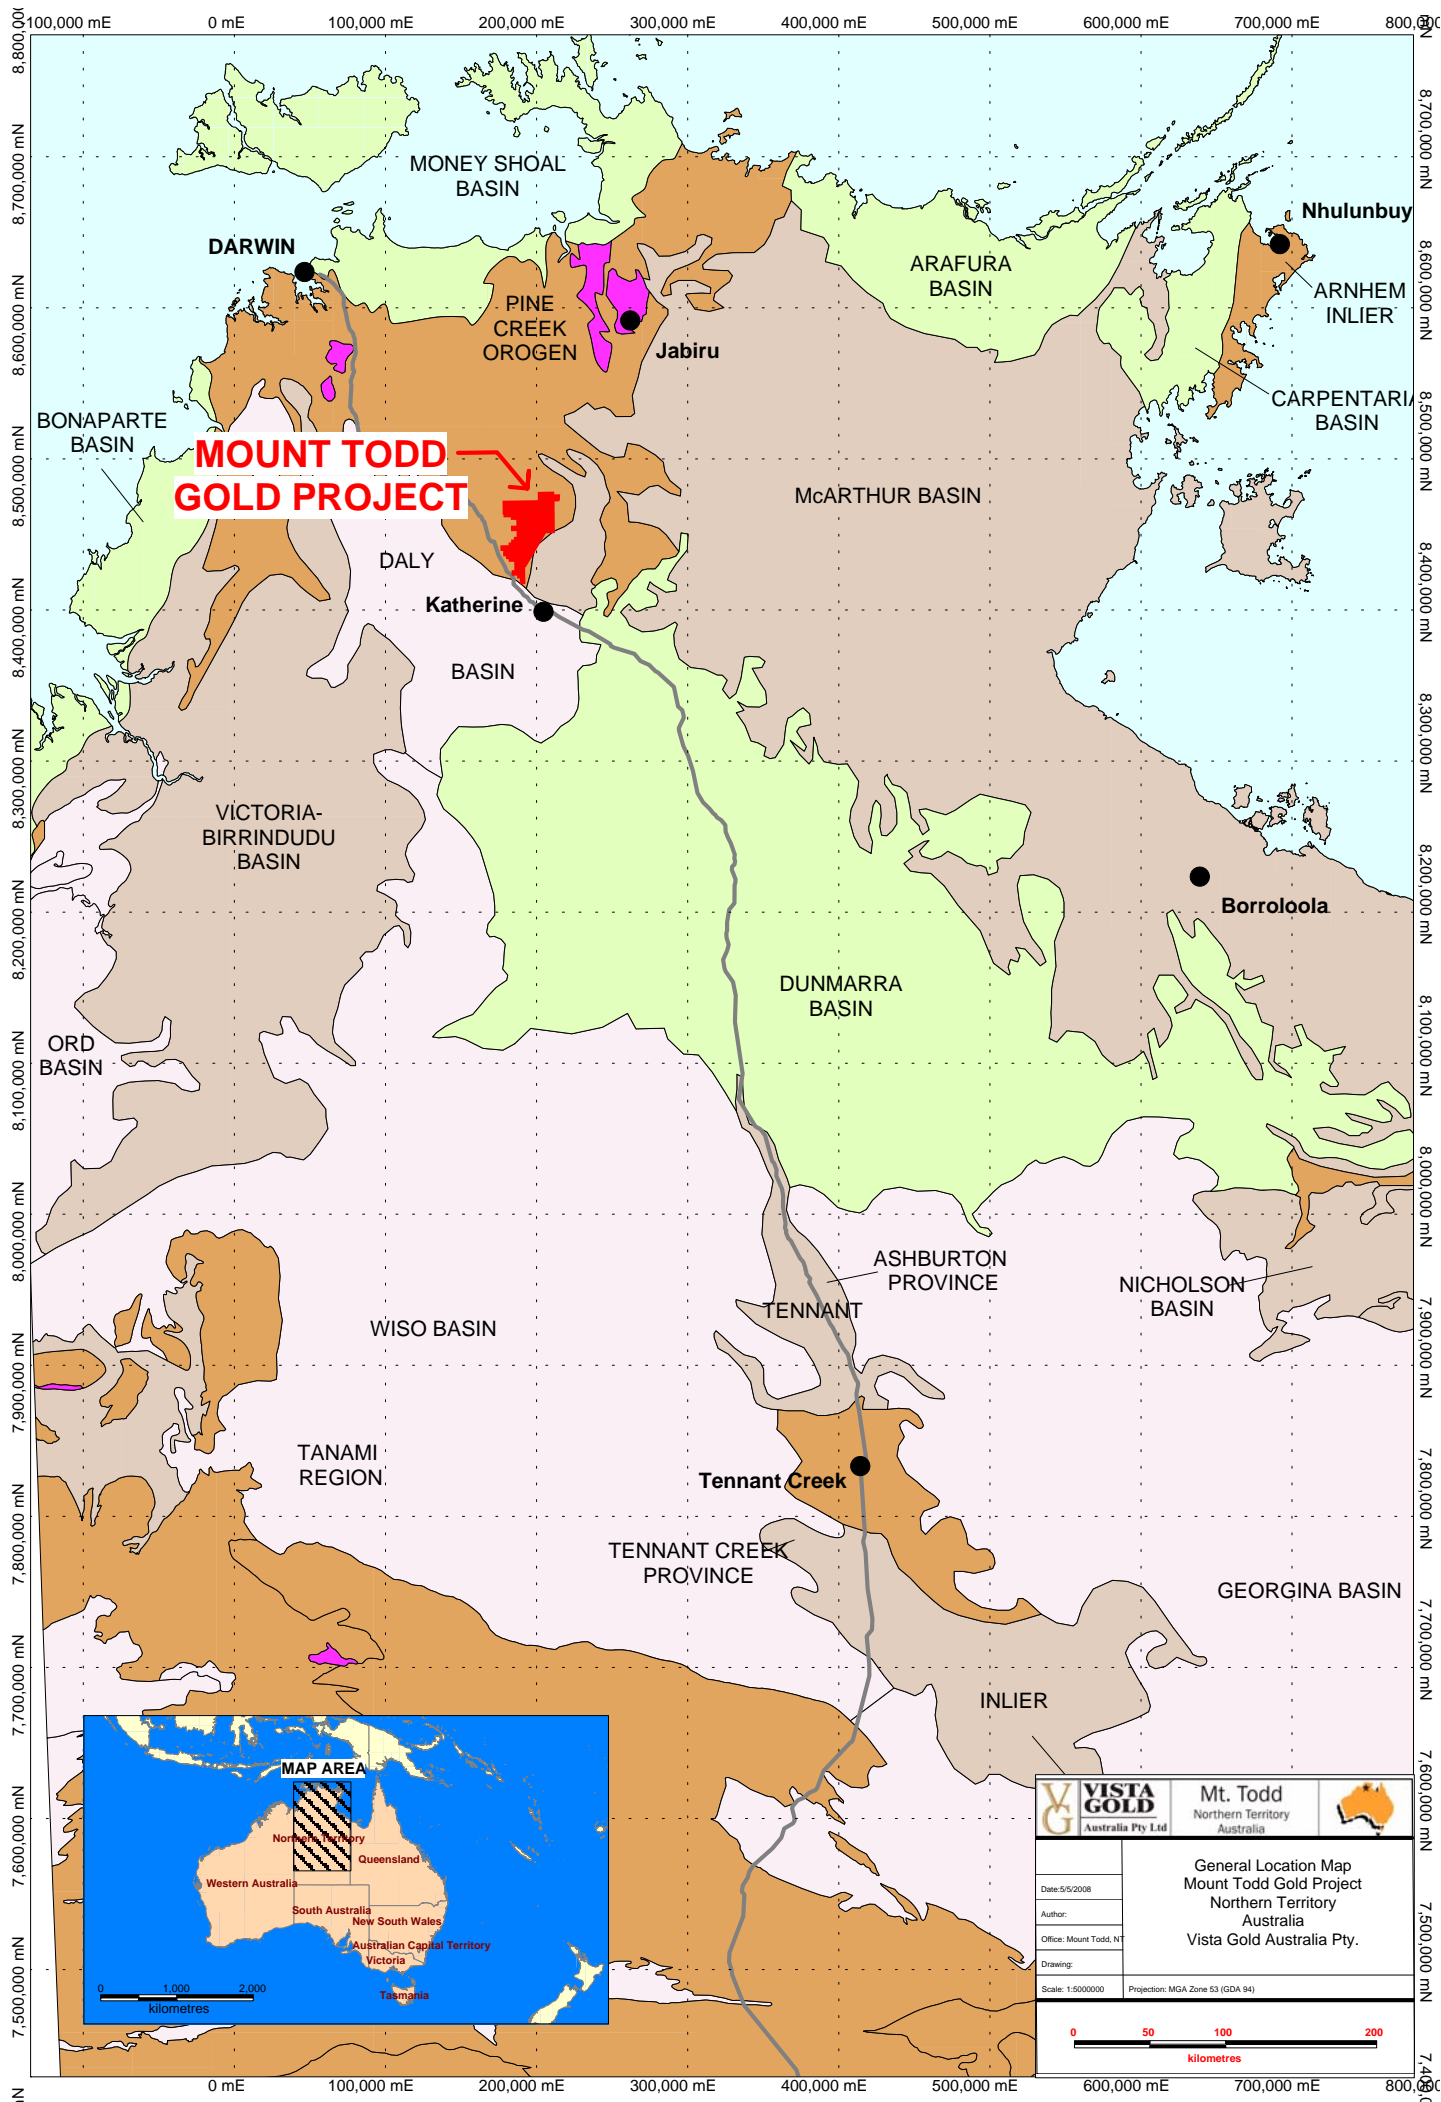 -100,000 mE
0 mE
100,000 mE
200,000 mE
300,000 mE
400,000 mE
500,000 mE
600,000 mE
700,000 mE
8,700,000 mN
8,600,000 mN
8,500,000 mN
8,400,000 mN
8,300,000 mN
8,200,000 mN
8,100,000 mN
8,000,000 mN
7,900,000 mN
7,800,000 mN
7,700,000 mN
7,600,000 mN
7,500,000 mN
MONEY SHOAL
BASIN
DARWIN
Nhulunbuy
ARAFURA
BASIN
ARNHEM
INLIER
PINE
CREEK
OROGEN
Jabiru
CARPENTARIA
BASIN
BONAPARTE
BASIN
MOUNT TODD
GOLD PROJECT
McARTHUR BASIN
DALY
Katherine
BASIN
VICTORIA-
BIRRINDUDU
BASIN
Borroloola
DUNMARRA
BASIN
ORD
BASIN
ASHBURTON
PROVINCE
NICHOLSON
BASIN
TENNANT
WISO BASIN
TANAMI
REGION
Tennant Creek
TENNANT CREEK
PROVINCE
GEORGINA BASIN
INLIER
MAP AREA
Northern Territory
Queensland
Western Australia
South Australia
New South Wales
Australian Capital Territory
Victoria
Tasmania
0 1,000 2,000
kilometres
VG
VISTA
GOLD
Australia Pty Ltd
Mt. Todd
Northern Territory
Australia
General Location Map
Mount Todd Gold Project
Northern Territory
Australia
Vista Gold Australia Pty.
Date:5/5/2008
Author:
Office: Mount Todd, NT
Drawing:
Scale: 1:5000000
Projection: MGA Zone 53 (GDA 94)
0 50 100 200
kilometres
0 mE
100,000 mE
200,000 mE
300,000 mE
400,000 mE
500,000 mE
600,000 mE
700,000 mE